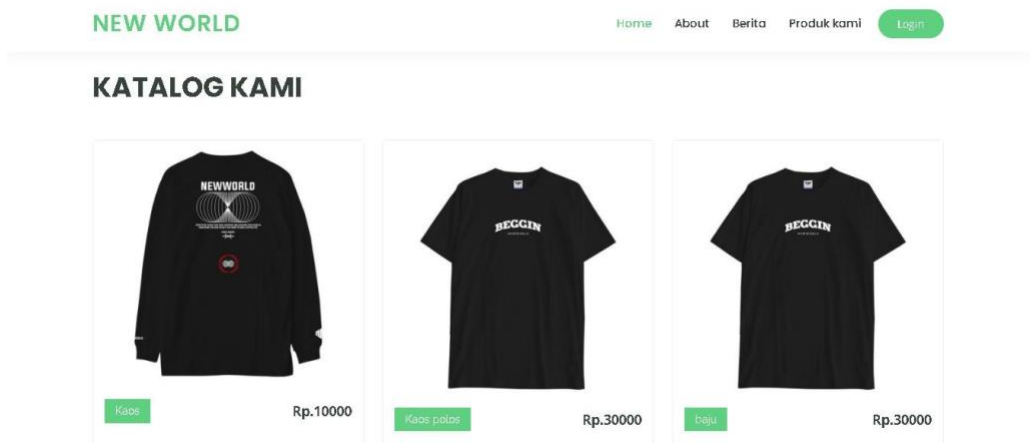 NEW WORLD
Home About Berita Produk kami Login
KATALOG KAMI
NEWWORLD
BEGGIN
BEGGIN
Kaos Rp.10000
Kaos polos Rp.30000
baju Rp.30000